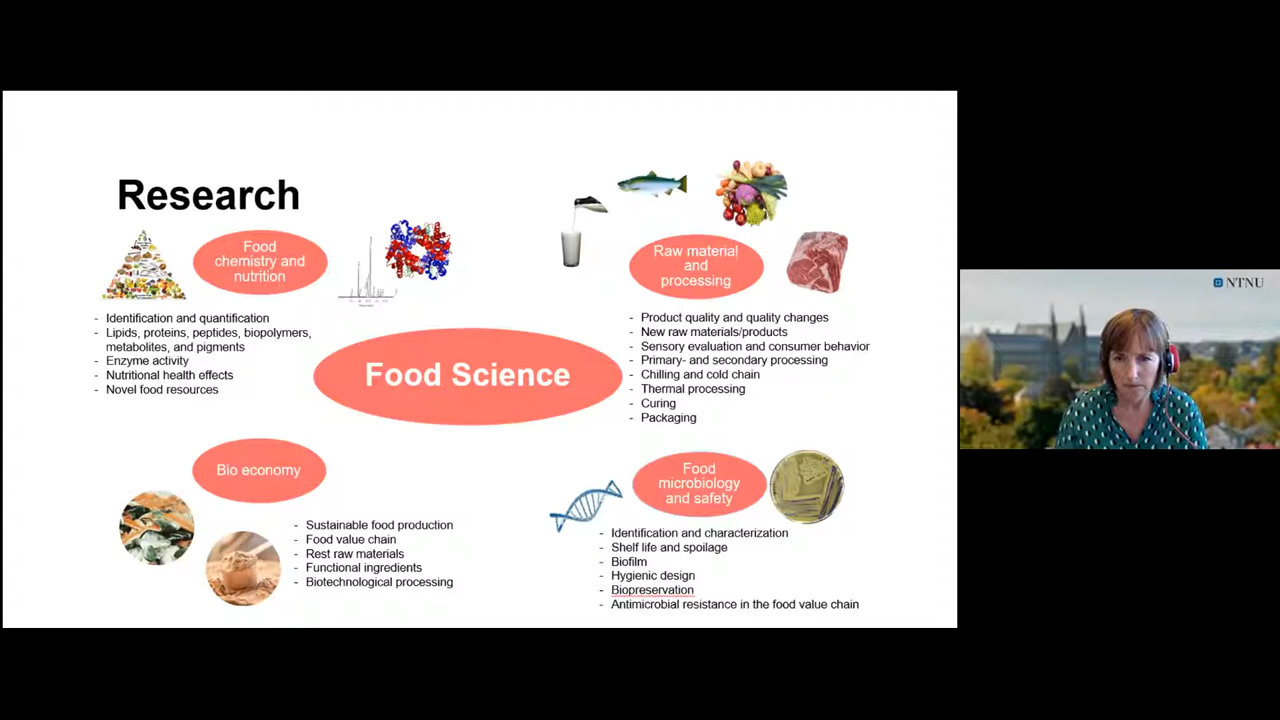 Research
Food
chemistry and
nutrition
- Identification and quantification
- Lipids, proteins, peptides, biopolymers,
metabolites, and pigments
- Enzyme activity
- Nutritional health effects
- Novel food resources
Raw material
and
processing
- Product quality and quality changes
- New raw materials/products
- Sensory evaluation and consumer behavior
- Primary- and secondary processing
- Chilling and cold chain
- Thermal processing
- Curing
- Packaging
Food Science
Bio economy
- Sustainable food production
- Food value chain
- Rest raw materials
- Functional ingredients
- Biotechnological processing
Food
microbiology
and safety
- Identification and characterization
- Shelf life and spoilage
- Biofilm
- Hygienic design
- Biopreservation
- Antimicrobial resistance in the food value chain
NTNU